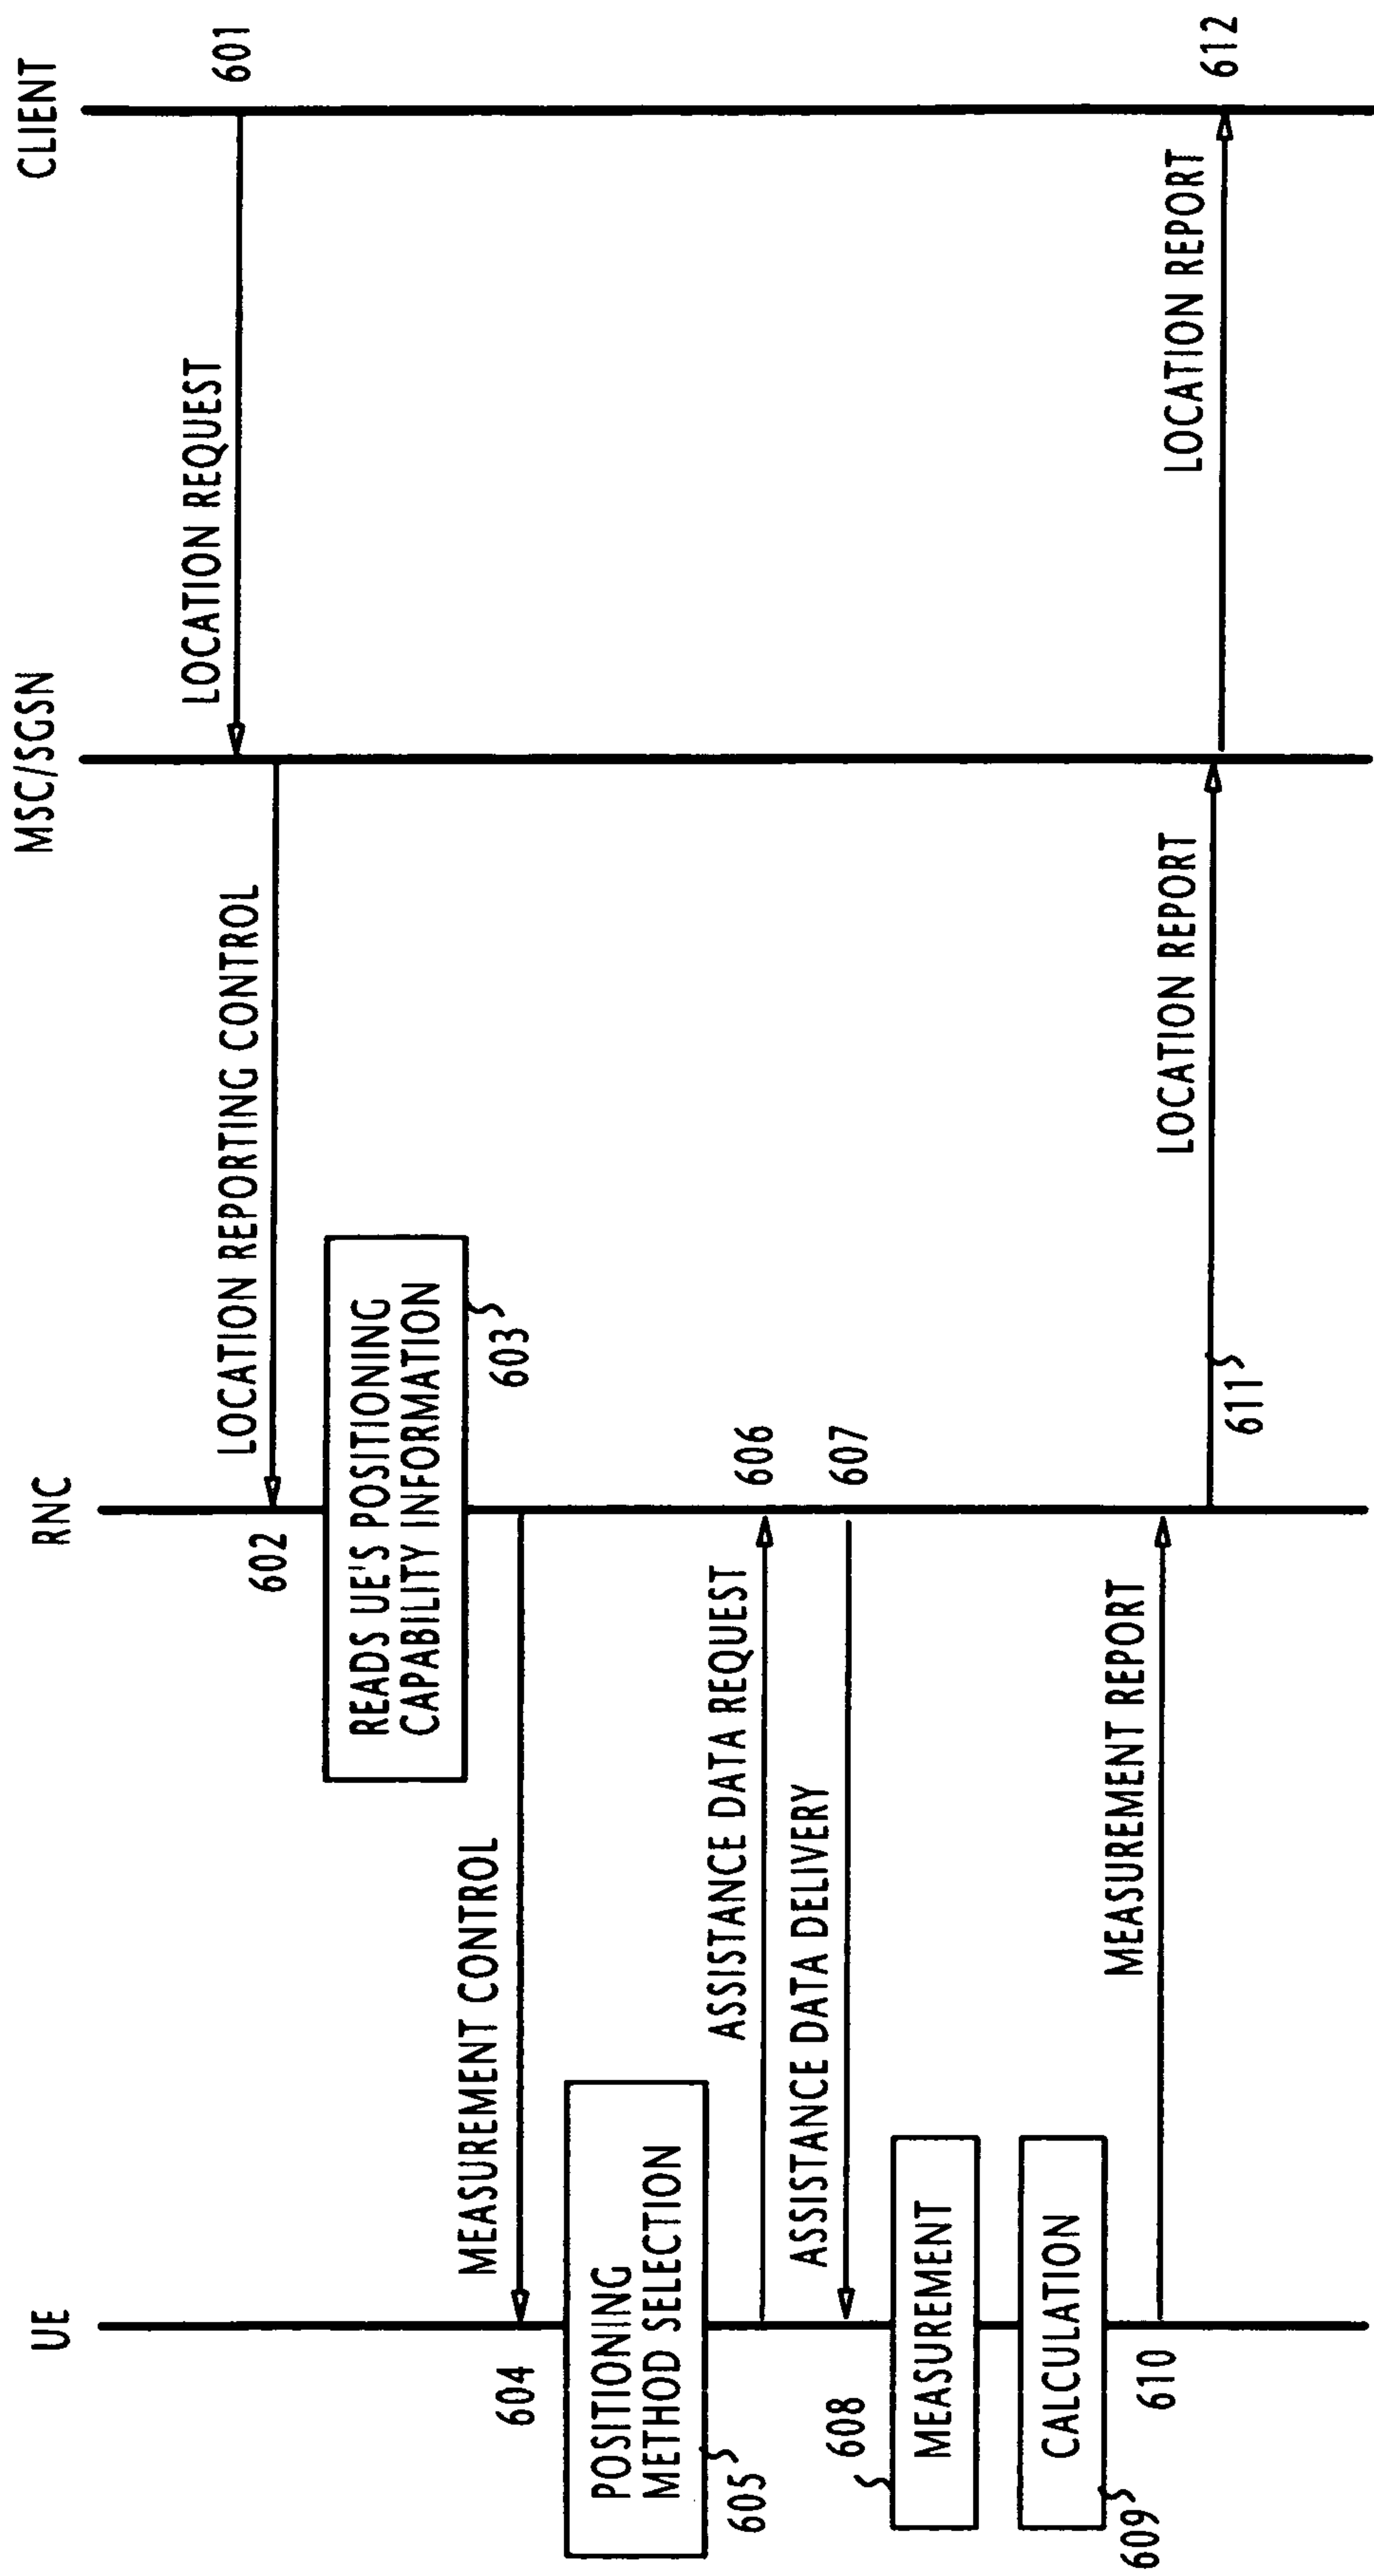 UE
RNC
MSC/SGSN
CLIENT
LOCATION REQUEST
601
LOCATION REPORTING CONTROL
602
READS UE'S POSITIONING
CAPABILITY INFORMATION
603
MEASUREMENT CONTROL
604
POSITIONING
METHOD SELECTION
605
ASSISTANCE DATA REQUEST
606
ASSISTANCE DATA DELIVERY
607
608
MEASUREMENT
CALCULATION
609
MEASUREMENT REPORT
610
LOCATION REPORT
611
LOCATION REPORT
612